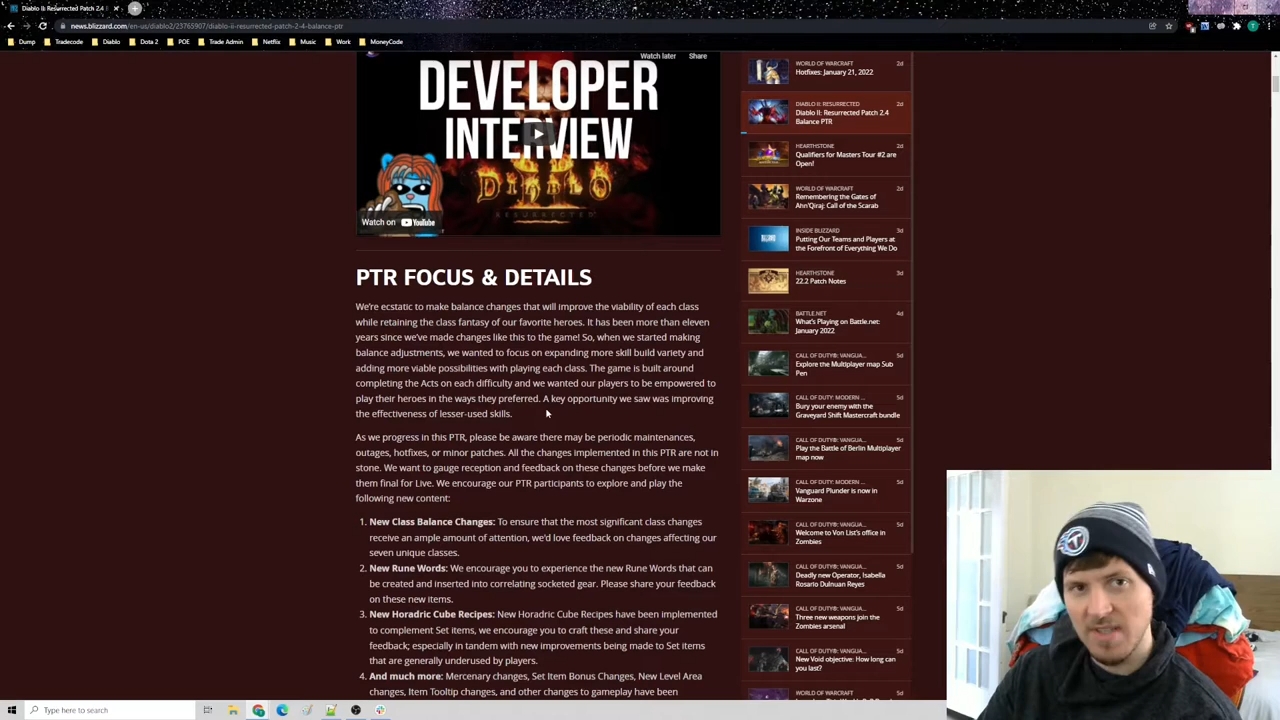 Diablo II: Resurrected Patch 2.4
news.blizzard.com/en-us/diablo2/23765907/diablo-ii-resurrected-patch-2-4-balance-ptr
Dump
Tradecode
Diablo
Dota 2
POE
Trade Admin
Netflix
Music
Work
MoneyCode
Watch later
Share
DEVELOPER
INTERVIEW
DIABLO
RESURRECTED
Watch on YouTube
PTR FOCUS & DETAILS
We're ecstatic to make balance changes that will improve the viability of each class
while retaining the class fantasy of our favorite heroes. It has been more than eleven
years since we've made changes like this to the game! So, when we started making
balance adjustments, we wanted to focus on expanding more skill build variety and
adding more viable possibilities with playing each class. The game is built around
completing the Acts on each difficulty and we wanted our players to be empowered to
play their heroes in the ways they preferred. A key opportunity we saw was improving
the effectiveness of lesser-used skills.
As we progress in this PTR, please be aware there may be periodic maintenances,
outages, hotfixes, or minor patches. All the changes implemented in this PTR are not in
stone. We want to gauge reception and feedback on these changes before we make
them final for Live. We encourage our PTR participants to explore and play the
following new content:
1. New Class Balance Changes: To ensure that the most significant class changes
receive an ample amount of attention, we'd love feedback on changes affecting our
seven unique classes.
2. New Rune Words: We encourage you to experience the new Rune Words that can
be created and inserted into correlating socketed gear. Please share your feedback
on these new items.
3. New Horadric Cube Recipes: New Horadric Cube Recipes have been implemented
to complement Set items, we encourage you to craft these and share your
feedback; especially in tandem with new improvements being made to Set items
that are generally underused by players.
4. And much more: Mercenary changes, Set Item Bonus Changes, New Level Area
changes, Item Tooltip changes, and other changes to gameplay have been
WORLD OF WARCRAFT
2d
Hotfixes: January 21, 2022
DIABLO II: RESURRECTED
2d
Diablo II: Resurrected Patch 2.4
Balance PTR
HEARTHSTONE
2d
Qualifiers for Masters Tour #2 are
Open!
WORLD OF WARCRAFT
2d
Remembering the Gates of
Ahn'Qiraj: Call of the Scarab
INSIDE BLIZZARD
3d
Putting Our Teams and Players at
the Forefront of Everything We Do
HEARTHSTONE
3d
22.2 Patch Notes
BATTLE.NET
4d
What's Playing on Battle.net:
January 2022
CALL OF DUTY®: VANGUA...
5d
Explore the Multiplayer map Sub
Pen
CALL OF DUTY®: MODERN ...
5d
Bury your enemy with the
Graveyard Shift Mastercraft bundle
CALL OF DUTY®: VANGUA...
5d
Play the Battle of Berlin Multiplayer
map now
CALL OF DUTY: MODERN ...
5d
Vanguard Plunder is now in
Warzone
CALL OF DUTY®: VANGUA...
5d
Welcome to Von List's office in
Zombies
CALL OF DUTY®: VANGUA...
5d
Deadly new Operator, Isabella
Rosario Dulnuan Reyes
CALL OF DUTY®: VANGUA...
5d
Three new weapons join the
Zombies arsenal
CALL OF DUTY®: VANGUA...
5d
New Void objective: How long can
you last?
WORLD OF WARCRAFT
5d
Type here to search